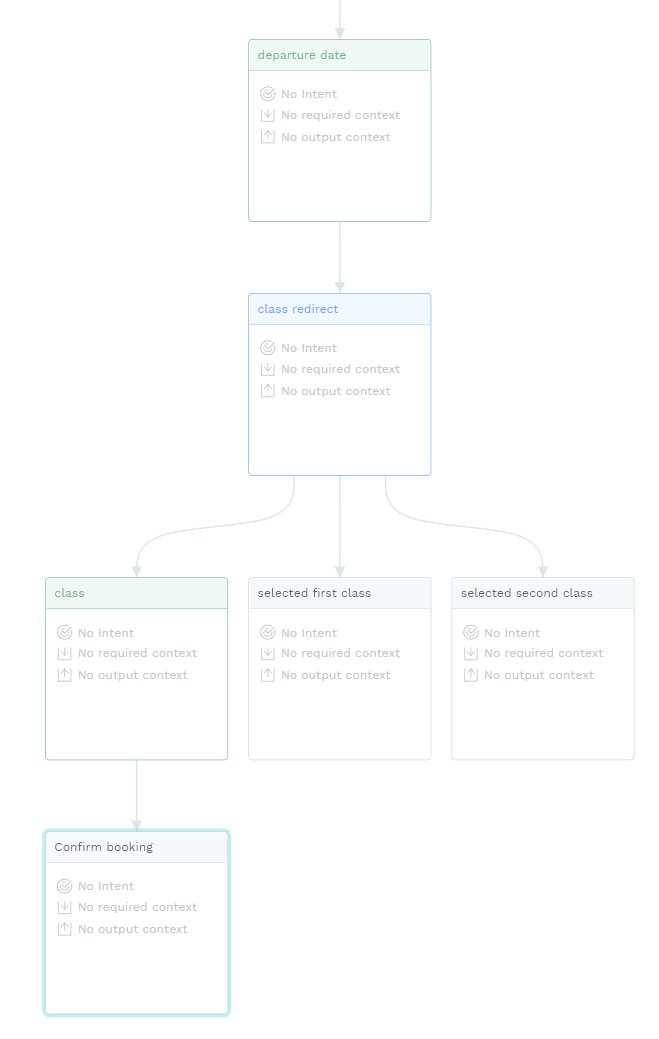 departure date
No Intent
No required context
No output context
class redirect
No Intent
No required context
No output context
class
No Intent
No required context
No output context
selected first class
No Intent
No required context
No output context
selected second class
No Intent
No required context
No output context
Confirm booking
No Intent
No required context
No output context